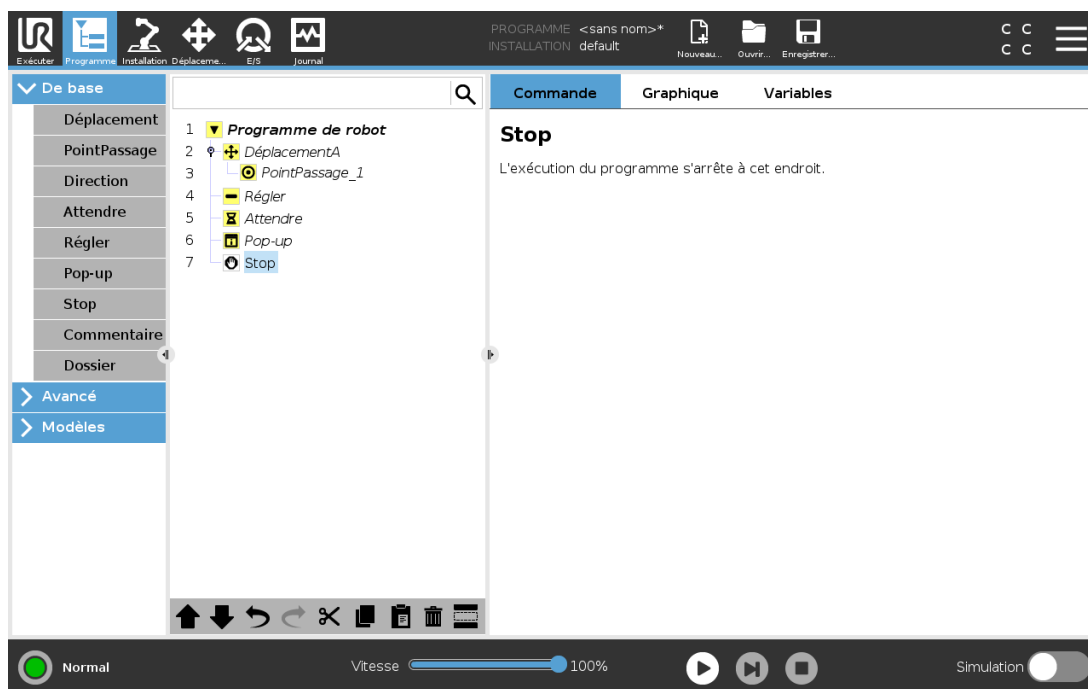 PROGRAMME <sans nom>*
INSTALLATION default
UR
Exécuter
Programme
Installation
Déplaceme...
E/S
Journal
Nouveau...
Ouvrir...
Enregistrer...
C C
C C
De base
Déplacement
PointPassage
Direction
Attendre
Régler
Pop-up
Stop
Commentaire
Dossier
Avancé
Modèles
1 Programme de robot
2 DéplacementA
3 PointPassage_1
4 Régler
5 Attendre
6 Pop-up
7 Stop
Commande
Graphique
Variables
Stop
L'exécution du programme s'arrête à cet endroit.
Normal
Vitesse
100%
Simulation